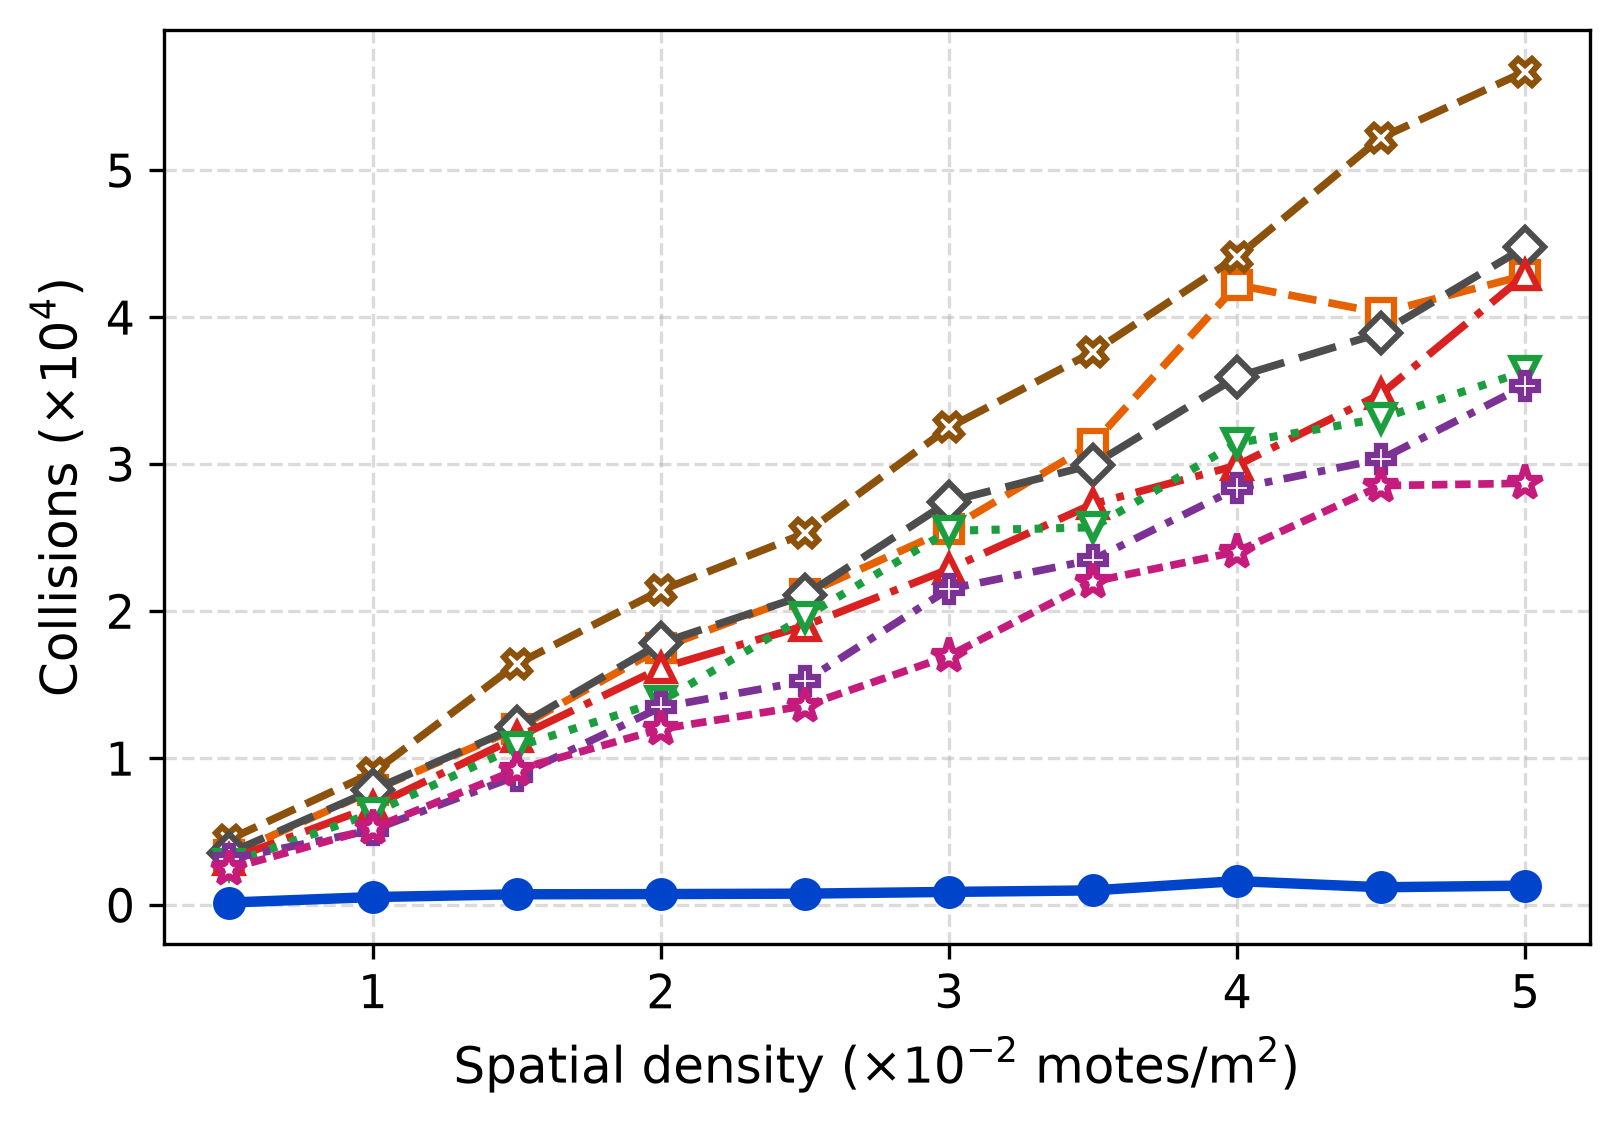 5
4
3
2
1
0
Collisions (×10⁴)
1 2 3 4 5
Spatial density (×10⁻² motes/m²)